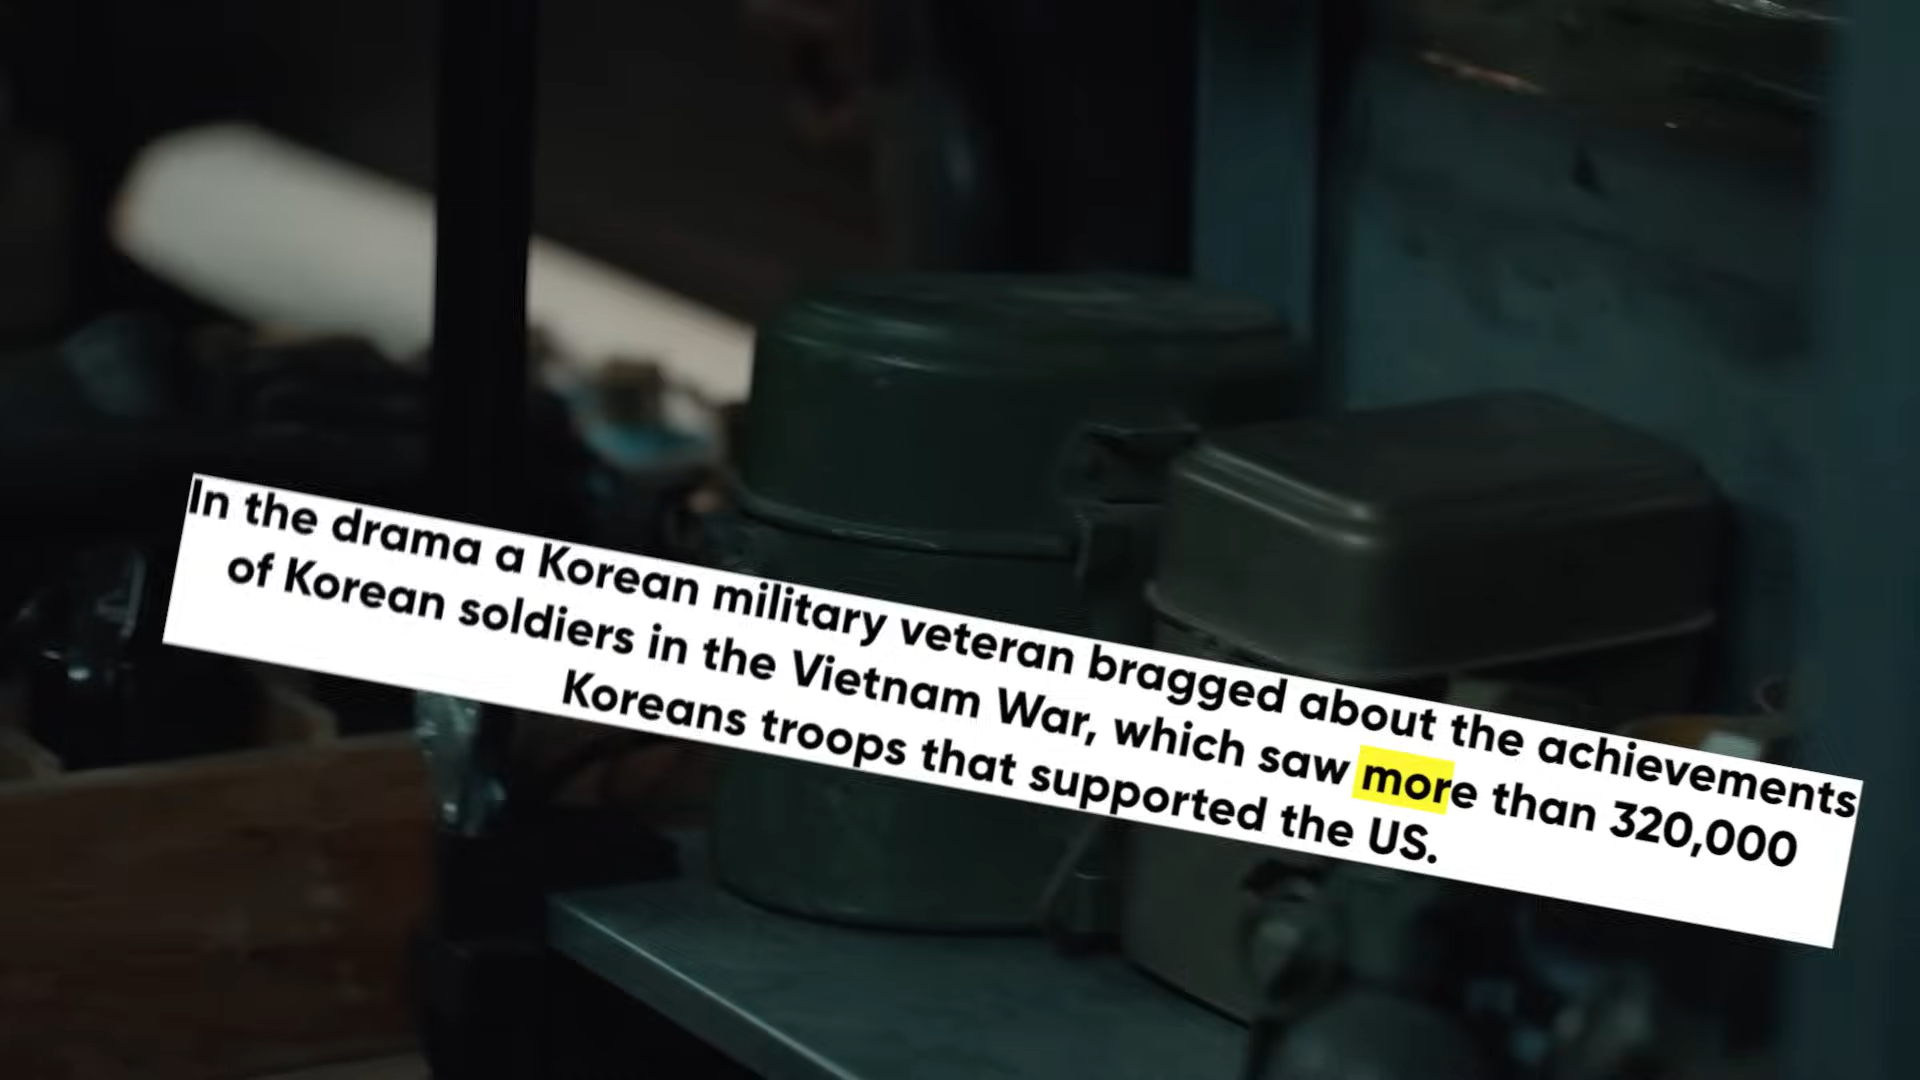 In the drama a Korean military veteran bragged about the achievements
of Korean soldiers in the Vietnam War, which saw more than 320,000
Koreans troops that supported the US.